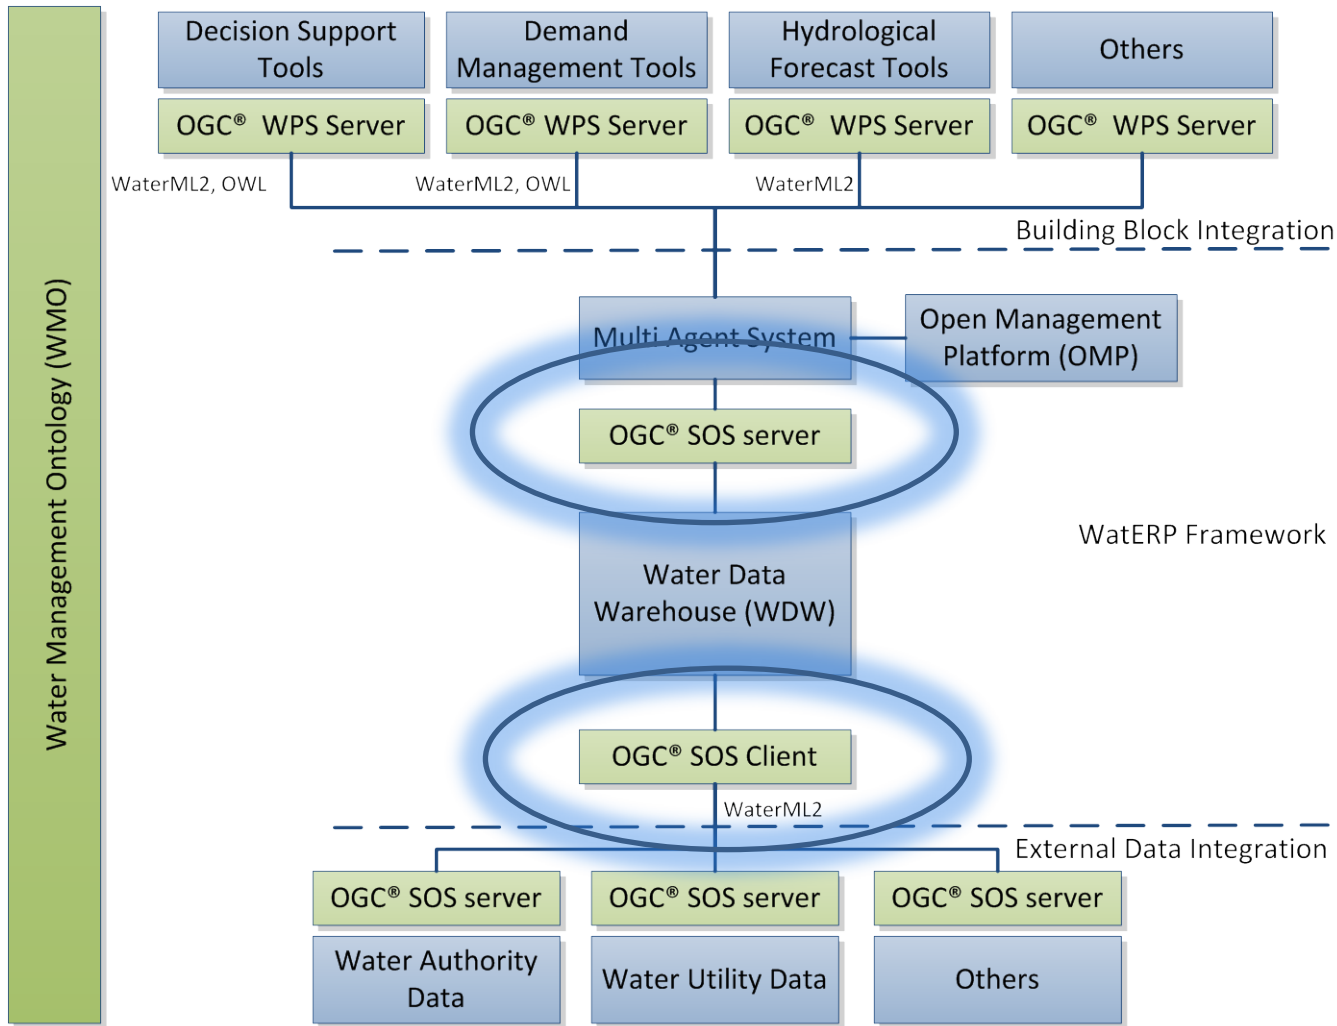 Water Management Ontology (WMO)
Decision Support
Tools
Demand
Management Tools
Hydrological
Forecast Tools
Others
OGC® WPS Server
OGC® WPS Server
OGC® WPS Server
OGC® WPS Server
WaterML2, OWL
WaterML2, OWL
WaterML2
Building Block Integration
Multi Agent System
Open Management
Platform (OMP)
OGC® SOS server
WatERP Framework
Water Data
Warehouse (WDW)
OGC® SOS Client
WaterML2
External Data Integration
OGC® SOS server
OGC® SOS server
OGC® SOS server
Water Authority
Data
Water Utility Data
Others